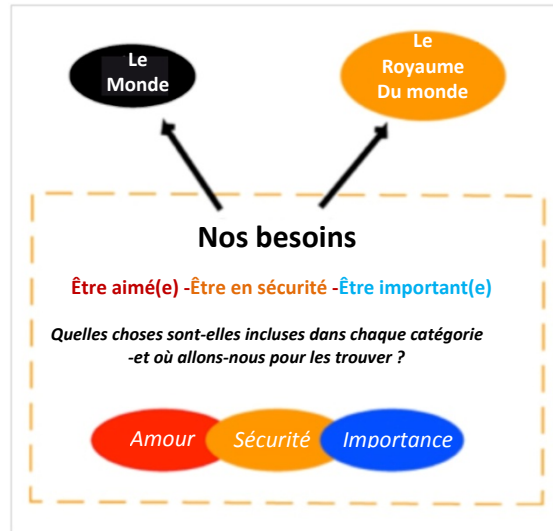 Le
Monde
Le
Royaume
Du monde
Nos besoins
Être aimé(e) -Être en sécurité -Être important(e)
Quelles choses sont-elles incluses dans chaque catégorie
-et où allons-nous pour les trouver ?
Amour
Sécurité
Importance